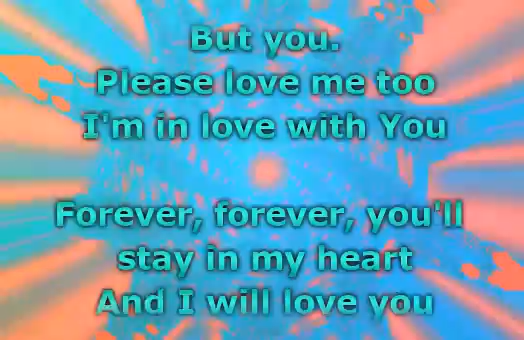 But you.
Please love me too
I'm in love with You
Forever, forever, you'll
stay in my heart
And I will love you